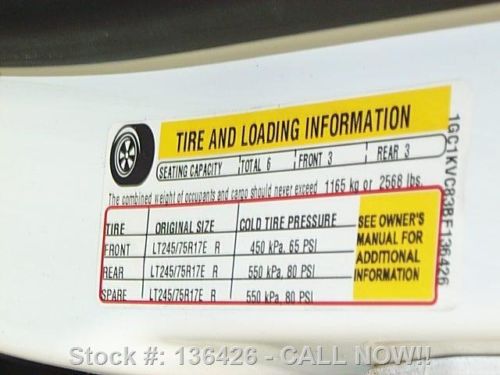 TIRE AND LOADING INFORMATION
SEATING CAPACITY TOTAL 6 FRONT 3 REAR 3
The combined weight of occupants and cargo should never exceed 1165 kg or 2568 lbs.
TIRE ORIGINAL SIZE COLD TIRE PRESSURE
FRONT LT245/75R17E R 450 kPa, 65 PSI
REAR LT245/75R17E R 550 kPa, 80 PSI
SPARE LT245/75R17E R 550 kPa, 80 PSI
SEE OWNER'S
MANUAL FOR
ADDITIONAL
INFORMATION
1GC1KVC83BF136426
Stock #: 136426 - CALL NOW!!